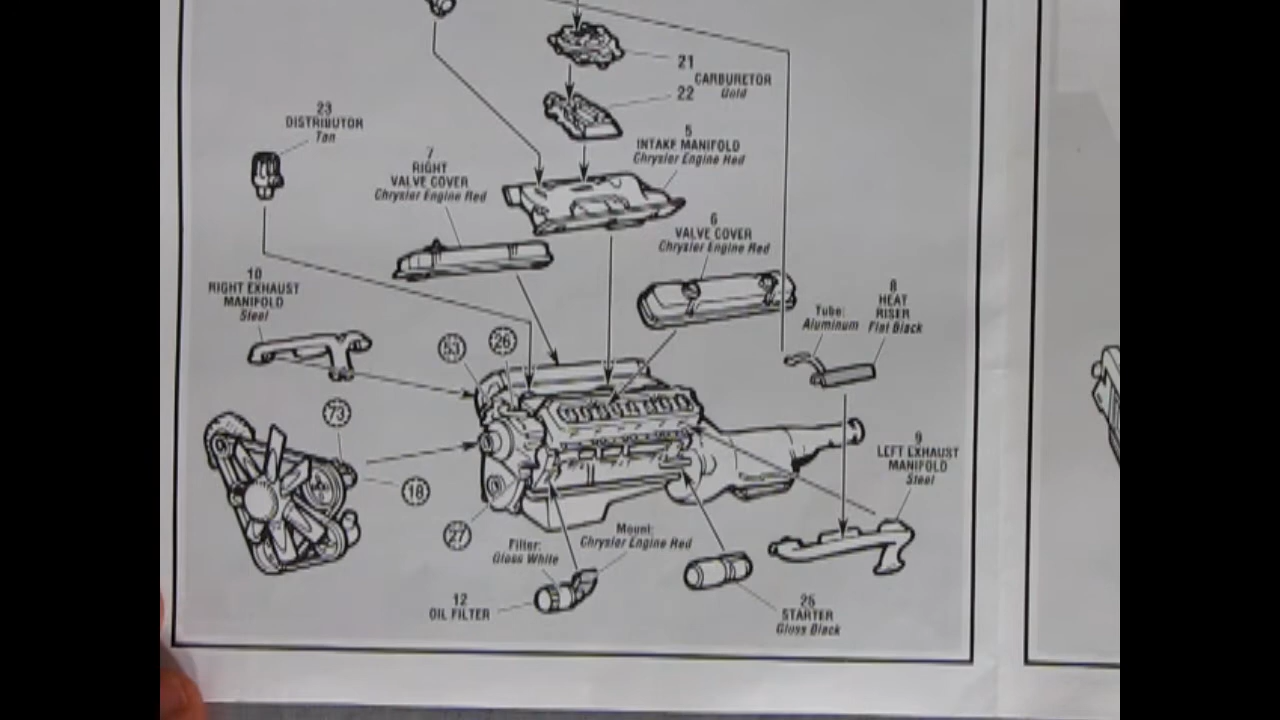 21
CARBURETOR
22
Gold
23
DISTRIBUTOR
Tan
5
INTAKE MANIFOLD
Chrysler Engine Red
7
RIGHT
VALVE COVER
Chrysler Engine Red
6
VALVE COVER
Chrysler Engine Red
10
RIGHT EXHAUST
MANIFOLD
Steel
8
HEAT
RISER
Flat Black
Tube:
Aluminum
53
26
73
18
27
9
LEFT EXHAUST
MANIFOLD
Steel
Mount:
Chrysler Engine Red
Filter:
Gloss White
12
OIL FILTER
25
STARTER
Gloss Black